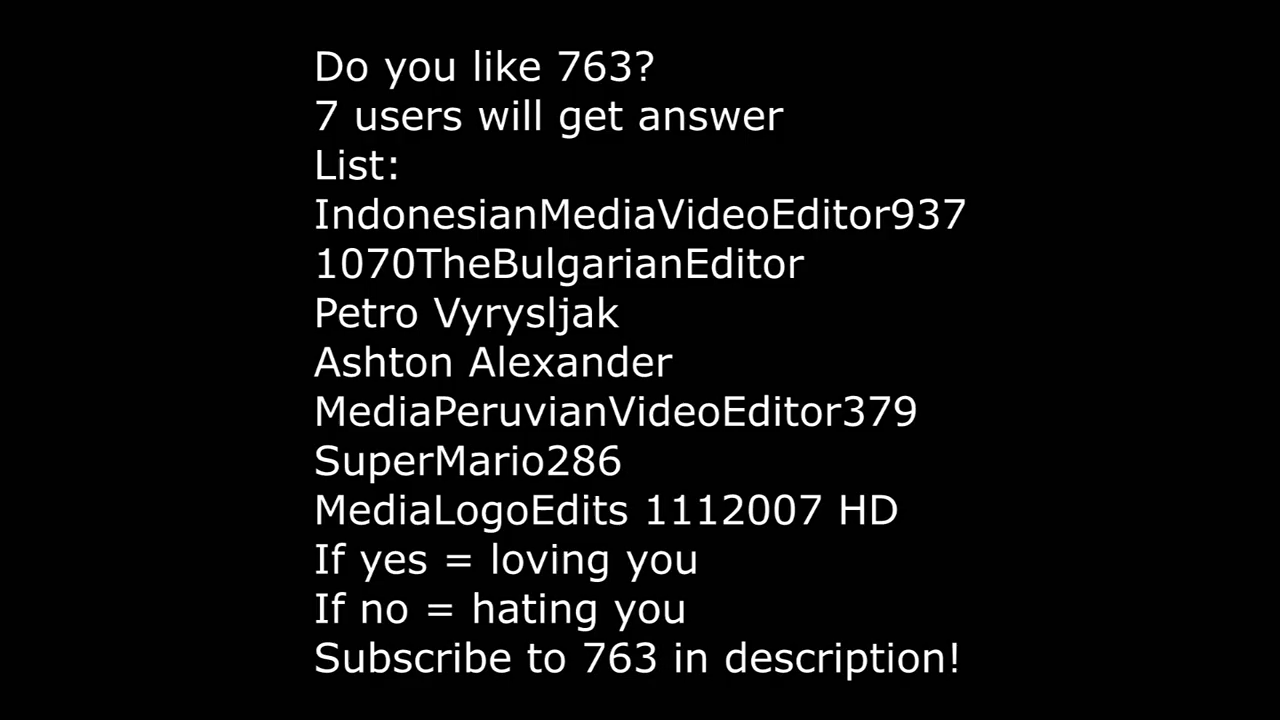 Do you like 763?
7 users will get answer
List:
IndonesianMediaVideoEditor937
1070TheBulgarianEditor
Petro Vyrysljak
Ashton Alexander
MediaPeruvianVideoEditor379
SuperMario286
MediaLogoEdits 1112007 HD
If yes = loving you
If no = hating you
Subscribe to 763 in description!